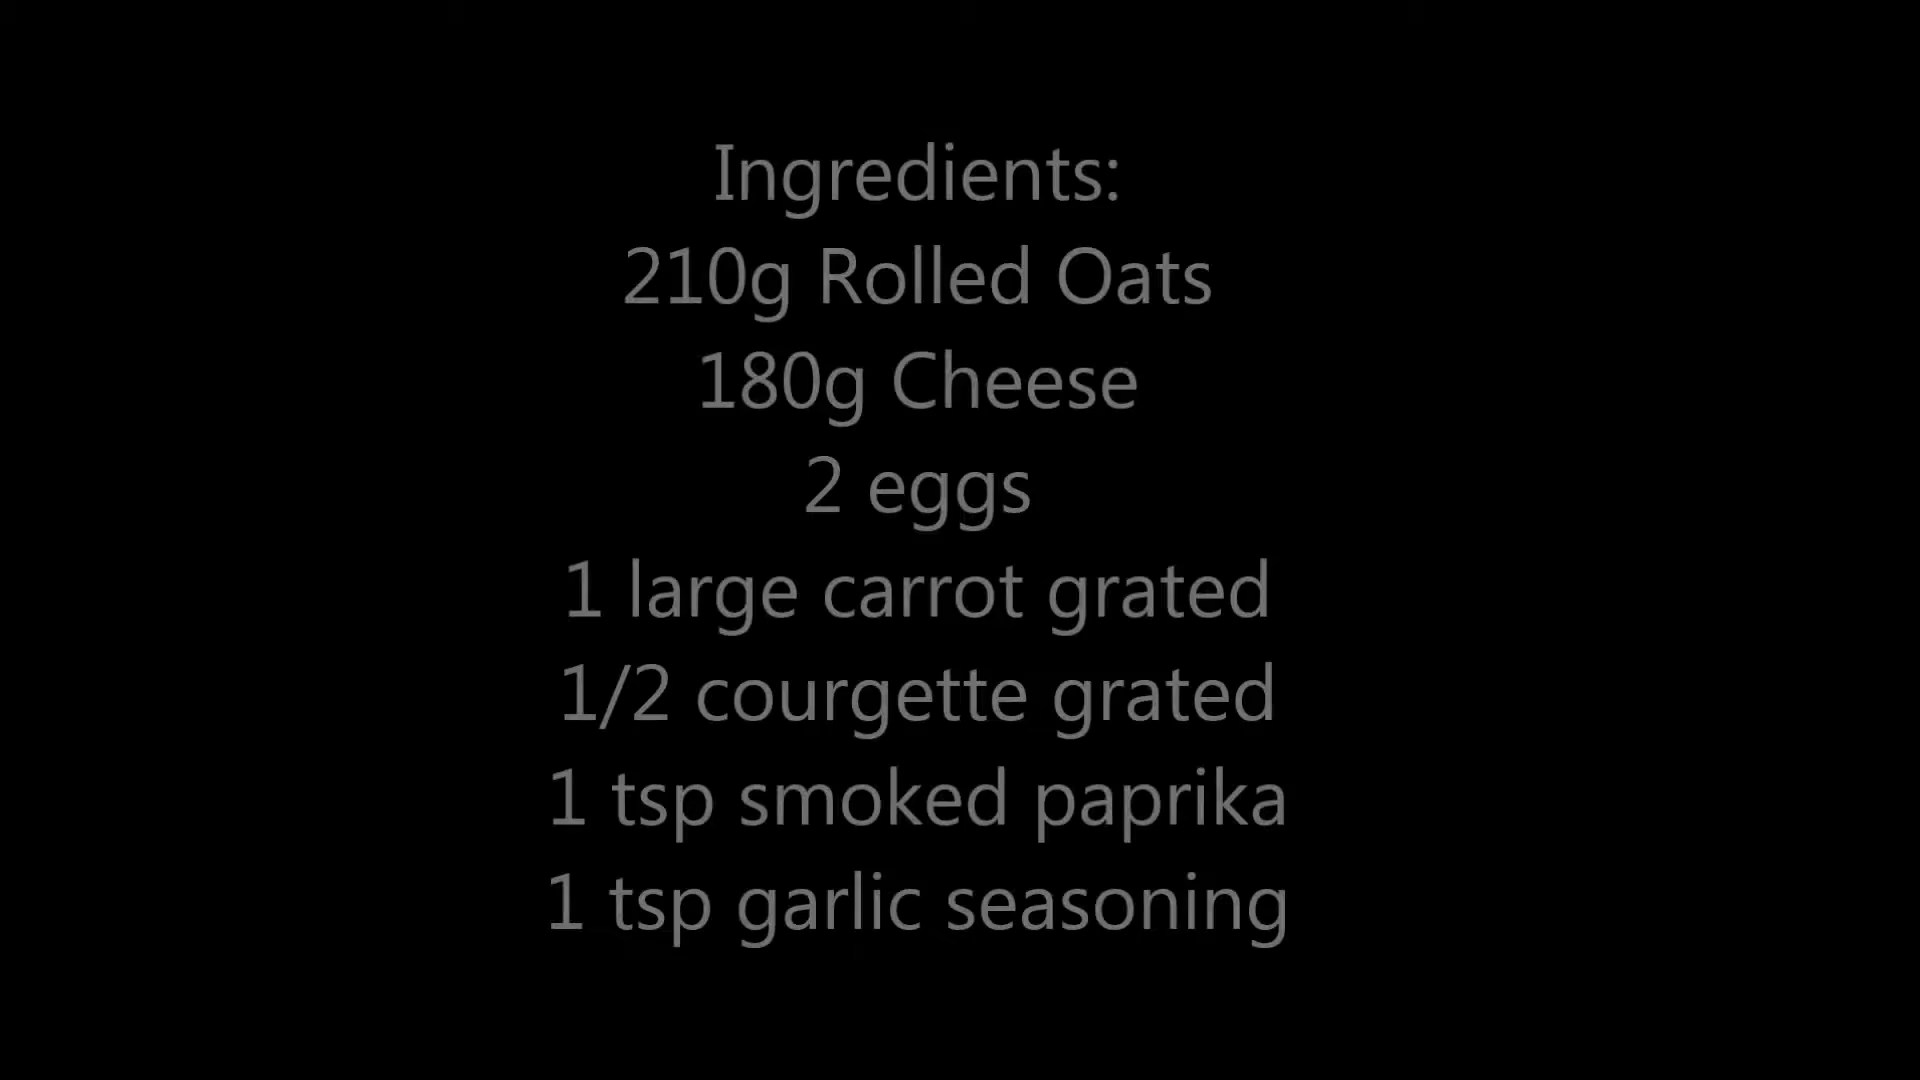 Ingredients:
210g Rolled Oats
180g Cheese
2 eggs
1 large carrot grated
1/2 courgette grated
1 tsp smoked paprika
1 tsp garlic seasoning